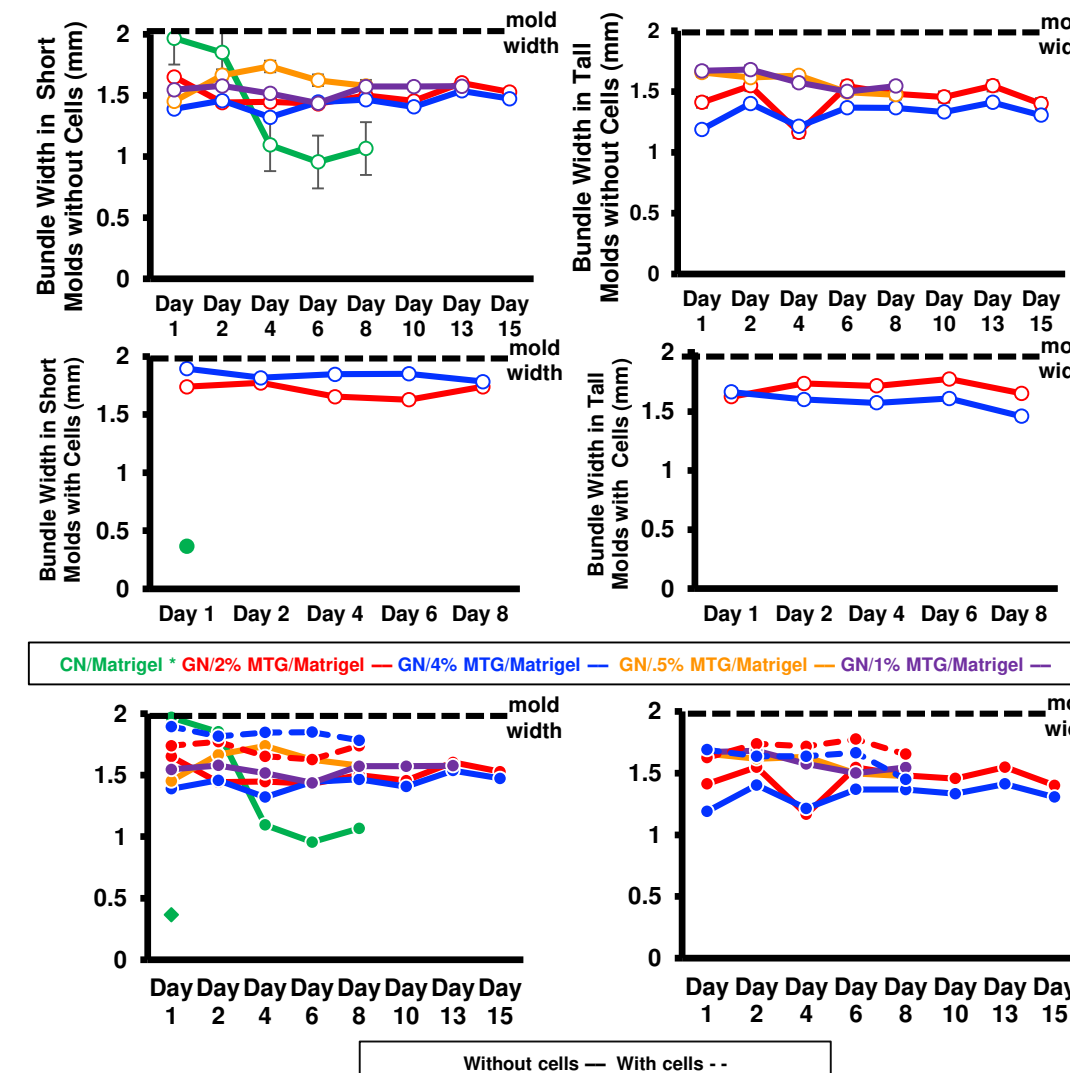 Bundle Width in Short
Molds without Cells (mm)
2
1.5
1
0.5
0
mold
width
Day Day Day Day Day Day Day Day
1 2 4 6 8 10 13 15
Bundle Width in Tall
Molds without Cells (mm)
2
1.5
1
0.5
0
Day Day Day Day Day Day Day Day
1 2 4 6 8 10 13 15
Bundle Width in Short
Molds with Cells (mm)
2
1.5
1
0.5
0
mold
width
Day 1 Day 2 Day 4 Day 6 Day 8
Bundle Width in Tall
Molds with Cells (mm)
2
1.5
1
0.5
0
Day 1 Day 2 Day 4 Day 6 Day 8
CN/Matrigel * GN/2% MTG/Matrigel — GN/4% MTG/Matrigel — GN/.5% MTG/Matrigel — GN/1% MTG/Matrigel —
2
1.5
1
0.5
0
mold
width
Day Day Day Day Day Day Day Day
1 2 4 6 8 10 13 15
2
1.5
1
0.5
0
Day Day Day Day Day Day Day Day
1 2 4 6 8 10 13 15
Without cells — With cells - -